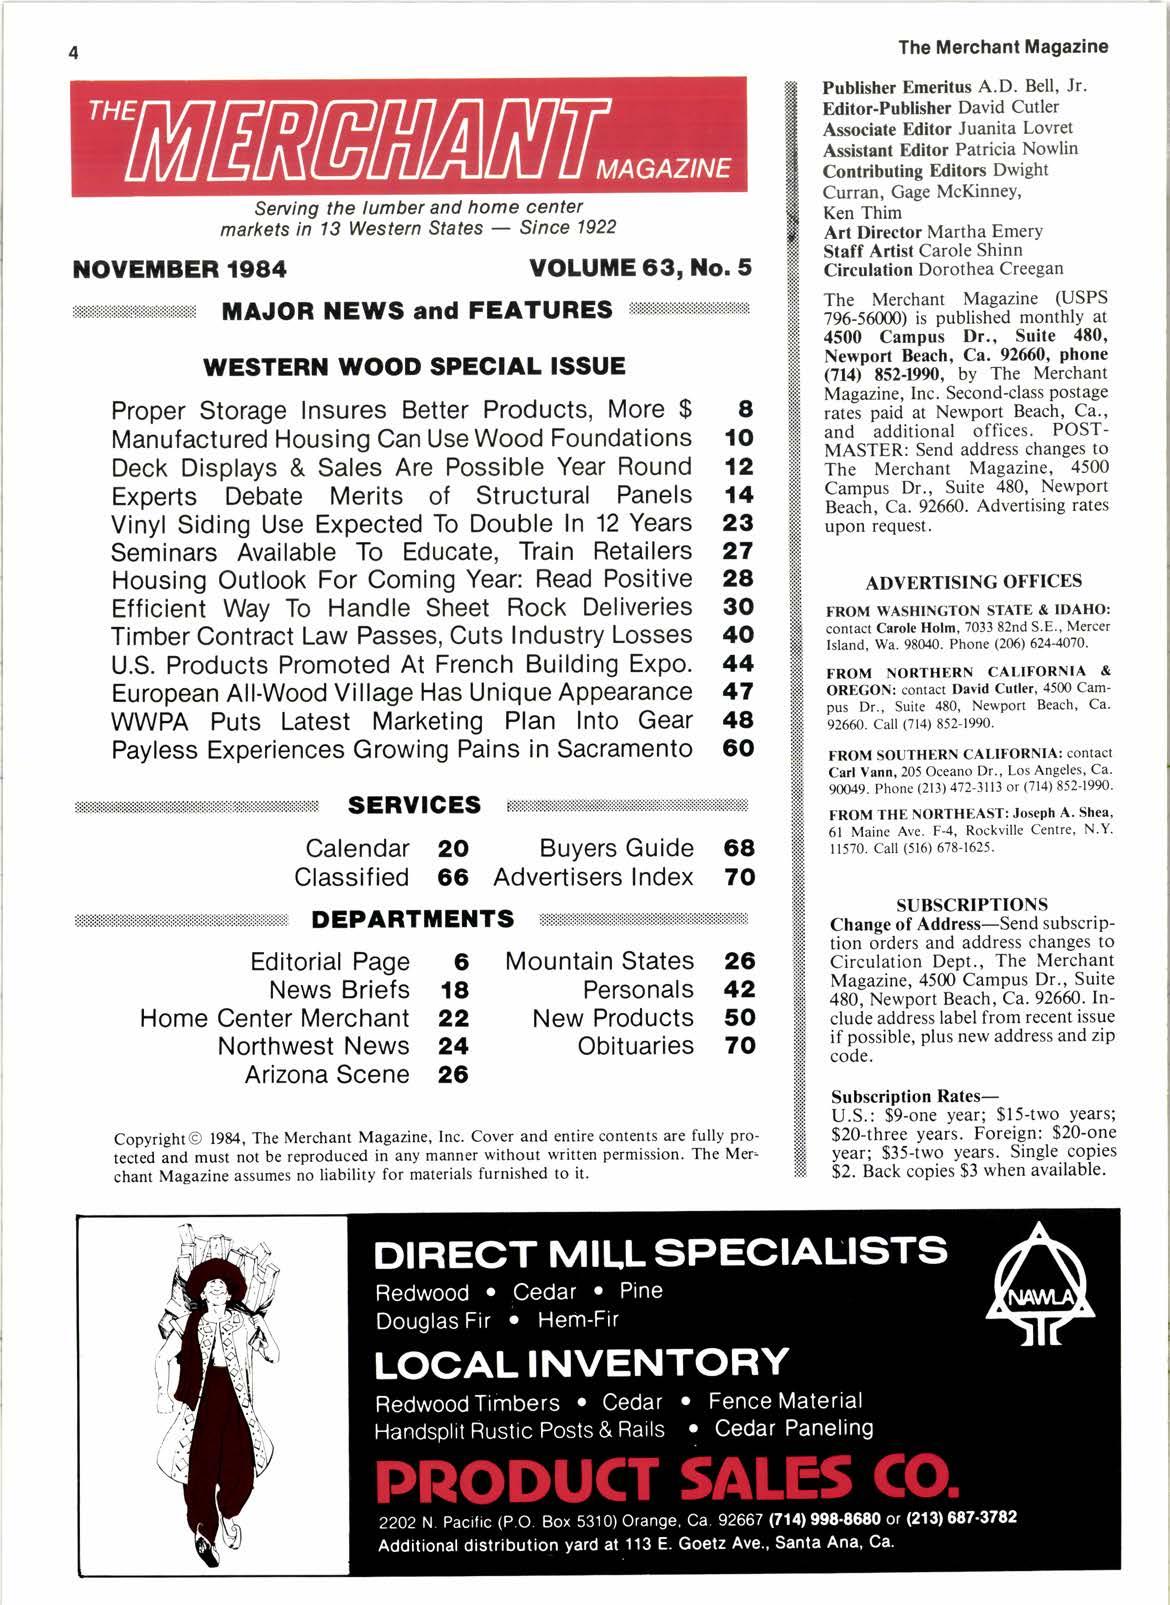 4
The Merchant Magazine
THE MERCHANT MAGAZINE
Serving the lumber and home center
markets in 13 Western States — Since 1922
NOVEMBER 1984 VOLUME 63, No. 5
MAJOR NEWS and FEATURES
WESTERN WOOD SPECIAL ISSUE
Proper Storage Insures Better Products, More $ 8
Manufactured Housing Can Use Wood Foundations 10
Deck Displays & Sales Are Possible Year Round 12
Experts Debate Merits of Structural Panels 14
Vinyl Siding Use Expected To Double In 12 Years 23
Seminars Available To Educate, Train Retailers 27
Housing Outlook For Coming Year: Read Positive 28
Efficient Way To Handle Sheet Rock Deliveries 30
Timber Contract Law Passes, Cuts Industry Losses 40
U.S. Products Promoted At French Building Expo. 44
European All-Wood Village Has Unique Appearance 47
WWPA Puts Latest Marketing Plan Into Gear 48
Payless Experiences Growing Pains in Sacramento 60
SERVICES
Calendar 20 Buyers Guide 68
Classified 66 Advertisers Index 70
DEPARTMENTS
Editorial Page 6 Mountain States 26
News Briefs 18 Personals 42
Home Center Merchant 22 New Products 50
Northwest News 24 Obituaries 70
Arizona Scene 26
Copyright © 1984, The Merchant Magazine, Inc. Cover and entire contents are fully pro-
tected and must not be reproduced in any manner without written permission. The Mer-
chant Magazine assumes no liability for materials furnished to it.
Publisher Emeritus A.D. Bell, Jr.
Editor-Publisher David Cutler
Associate Editor Juanita Lovret
Assistant Editor Patricia Nowlin
Contributing Editors Dwight
Curran, Gage McKinney,
Ken Thim
Art Director Martha Emery
Staff Artist Carole Shinn
Circulation Dorothea Creegan
The Merchant Magazine (USPS
796-56000) is published monthly at
4500 Campus Dr., Suite 480,
Newport Beach, Ca. 92660, phone
(714) 852-1990, by The Merchant
Magazine, Inc. Second-class postage
rates paid at Newport Beach, Ca.,
and additional offices. POST-
MASTER: Send address changes to
The Merchant Magazine, 4500
Campus Dr., Suite 480, Newport
Beach, Ca. 92660. Advertising rates
upon request.
ADVERTISING OFFICES
FROM WASHINGTON STATE & IDAHO:
contact Carole Holm, 7033 82nd S.E., Mercer
Island, Wa. 98040. Phone (206) 624-4070.
FROM NORTHERN CALIFORNIA &
OREGON: contact David Cutler, 4500 Cam-
pus Dr., Suite 480, Newport Beach, Ca.
92660. Call (714) 852-1990.
FROM SOUTHERN CALIFORNIA: contact
Carl Vann, 205 Oceano Dr., Los Angeles, Ca.
90049. Phone (213) 472-3113 or (714) 852-1990.
FROM THE NORTHEAST: Joseph A. Shea,
61 Maine Ave. F-4, Rockville Centre, N.Y.
11570. Call (516) 678-1625.
SUBSCRIPTIONS
Change of Address—Send subscrip-
tion orders and address changes to
Circulation Dept., The Merchant
Magazine, 4500 Campus Dr., Suite
480, Newport Beach, Ca. 92660. In-
clude address label from recent issue
if possible, plus new address and zip
code.
Subscription Rates—
U.S.: $9-one year; $15-two years;
$20-three years. Foreign: $20-one
year; $35-two years. Single copies
$2. Back copies $3 when available.
DIRECT MILL SPECIALISTS
Redwood • Cedar • Pine
Douglas Fir • Hem-Fir
NAWLA
LOCAL INVENTORY
Redwood Timbers • Cedar • Fence Material
Handsplit Rustic Posts & Rails • Cedar Paneling
PRODUCT SALES CO.
2202 N. Pacific (P.O. Box 5310) Orange, Ca. 92667 (714) 998-8680 or (213) 687-3782
Additional distribution yard at 113 E. Goetz Ave., Santa Ana, Ca.